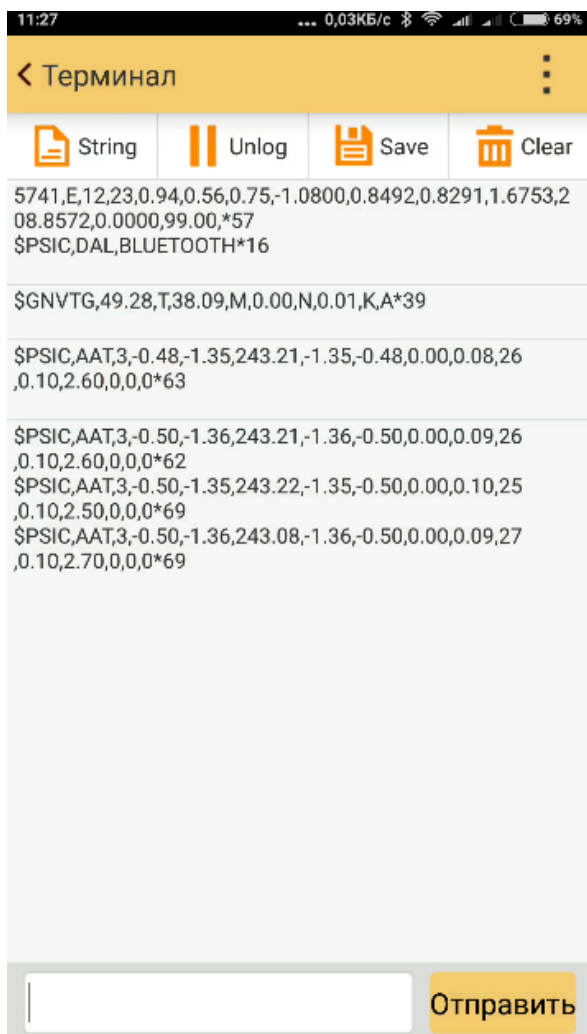 11:27 ... 0,03КБ/с 69%
Терминал
String Unlog Save Clear
5741,E,12,23,0.94,0.56,0.75,-1.0800,0.8492,0.8291,1.6753,2
08.8572,0.0000,99.00,*57
$PSIC,DAL,BLUETOOTH*16
$GNVTG,49.28,T,38.09,M,0.00,N,0.01,K,A*39
$PSIC,AAT,3,-0.48,-1.35,243.21,-1.35,-0.48,0.00,0.08,26
,0.10,2.60,0,0,0*63
$PSIC,AAT,3,-0.50,-1.36,243.21,-1.36,-0.50,0.00,0.09,26
,0.10,2.60,0,0,0*62
$PSIC,AAT,3,-0.50,-1.35,243.22,-1.35,-0.50,0.00,0.10,25
,0.10,2.50,0,0,0*69
$PSIC,AAT,3,-0.50,-1.36,243.08,-1.36,-0.50,0.00,0.09,27
,0.10,2.70,0,0,0*69
Отправить